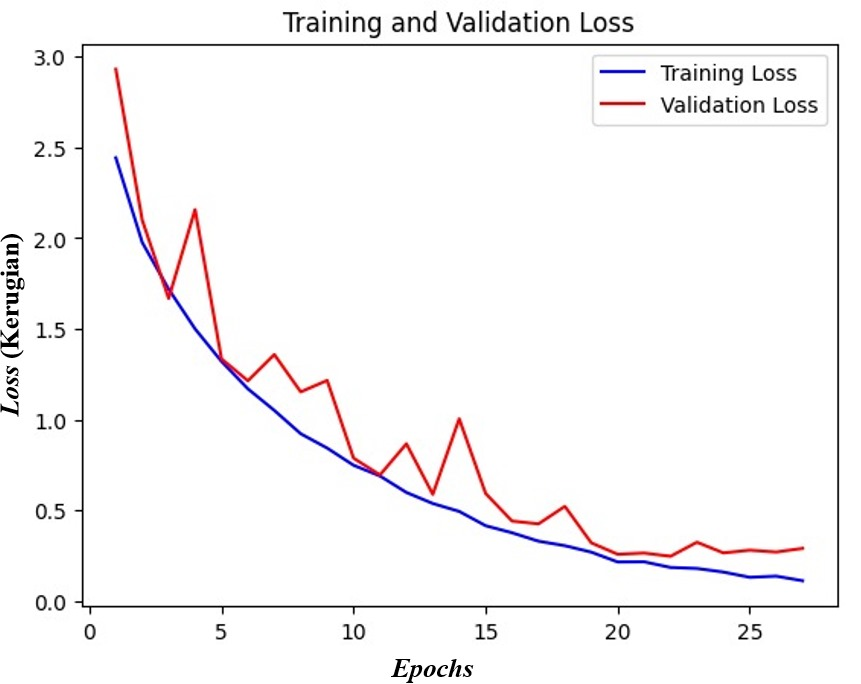 Training and Validation Loss
Training Loss
Validation Loss
3.0
2.5
2.0
1.5
1.0
0.5
0.0
Loss (Kerugian)
0 5 10 15 20 25
Epochs